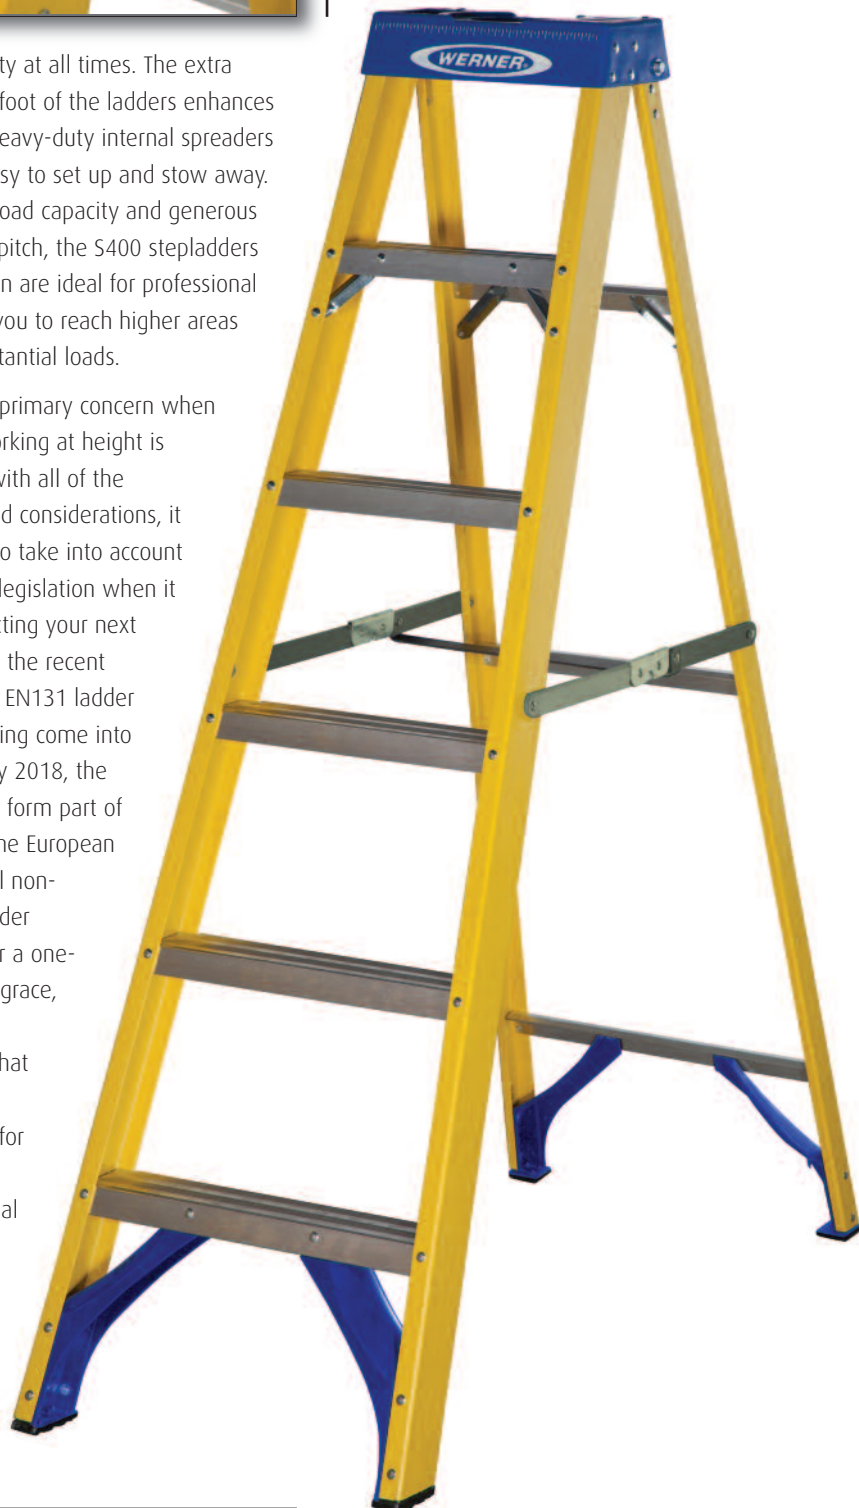 WERNER
ty at all times. The extra
foot of the ladders enhances
eavy-duty internal spreaders
sy to set up and stow away.
oad capacity and generous
pitch, the S400 stepladders
n are ideal for professional
you to reach higher areas
tantial loads.
primary concern when
orking at height is
with all of the
d considerations, it
o take into account
legislation when it
cting your next
the recent
EN131 ladder
ing come into
y 2018, the
form part of
he European
l non-
der
r a one-
grace,
hat
for
al